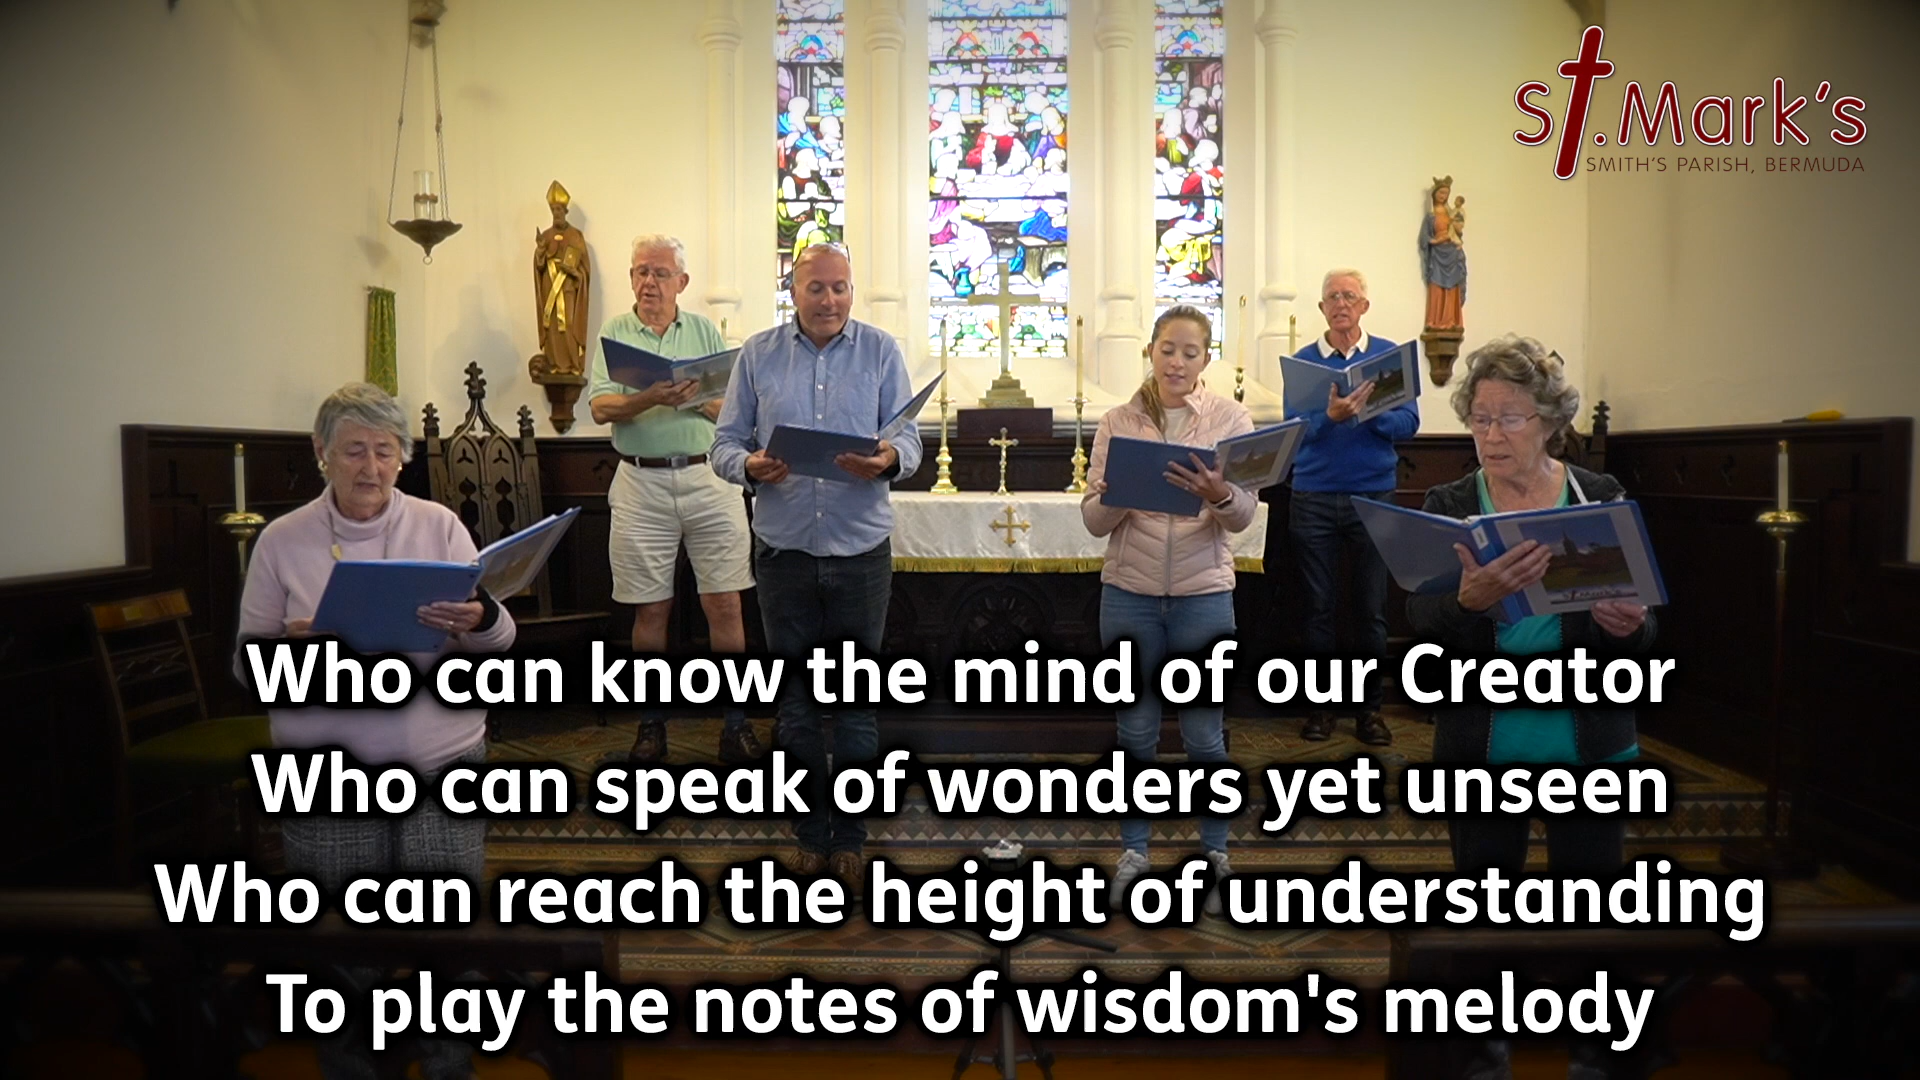 St.Mark's
SMITH'S PARISH, BERMUDA
Who can know the mind of our Creator
Who can speak of wonders yet unseen
Who can reach the height of understanding
To play the notes of wisdom's melody